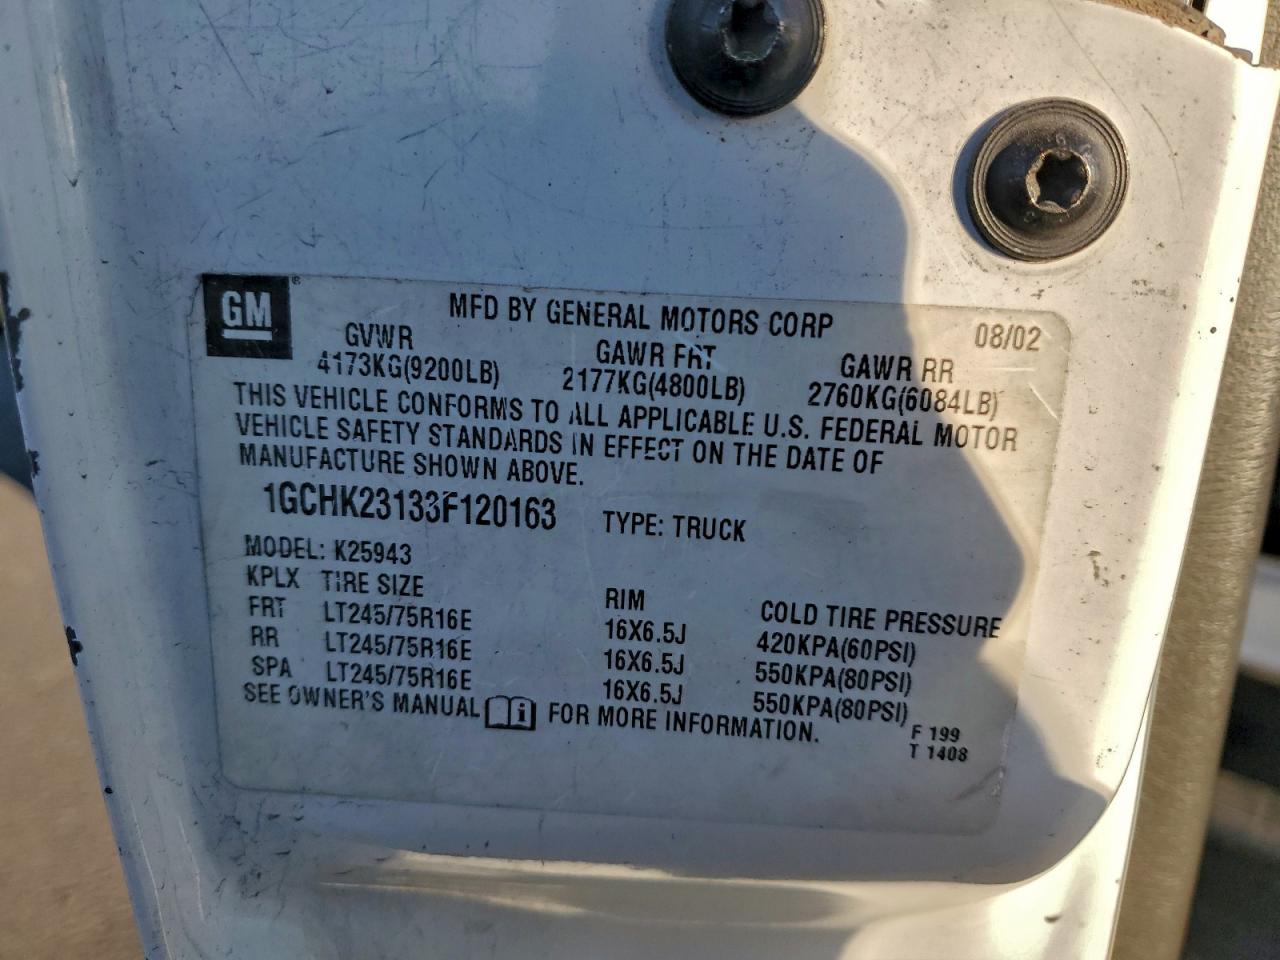 GM®
MFD BY GENERAL MOTORS CORP 08/02
GVWR GAWR FRT GAWR RR
4173KG(9200LB) 2177KG(4800LB) 2760KG(6084LB)
THIS VEHICLE CONFORMS TO ALL APPLICABLE U.S. FEDERAL MOTOR
VEHICLE SAFETY STANDARDS IN EFFECT ON THE DATE OF
MANUFACTURE SHOWN ABOVE.
1GCHK23133F120163 TYPE: TRUCK
MODEL: K25943
KPLX TIRE SIZE RIM COLD TIRE PRESSURE
FRT LT245/75R16E 16X6.5J 420KPA(60PSI)
RR LT245/75R16E 16X6.5J 550KPA(80PSI)
SPA LT245/75R16E 16X6.5J 550KPA(80PSI)
SEE OWNER'S MANUAL i FOR MORE INFORMATION.
F 199
T 1408